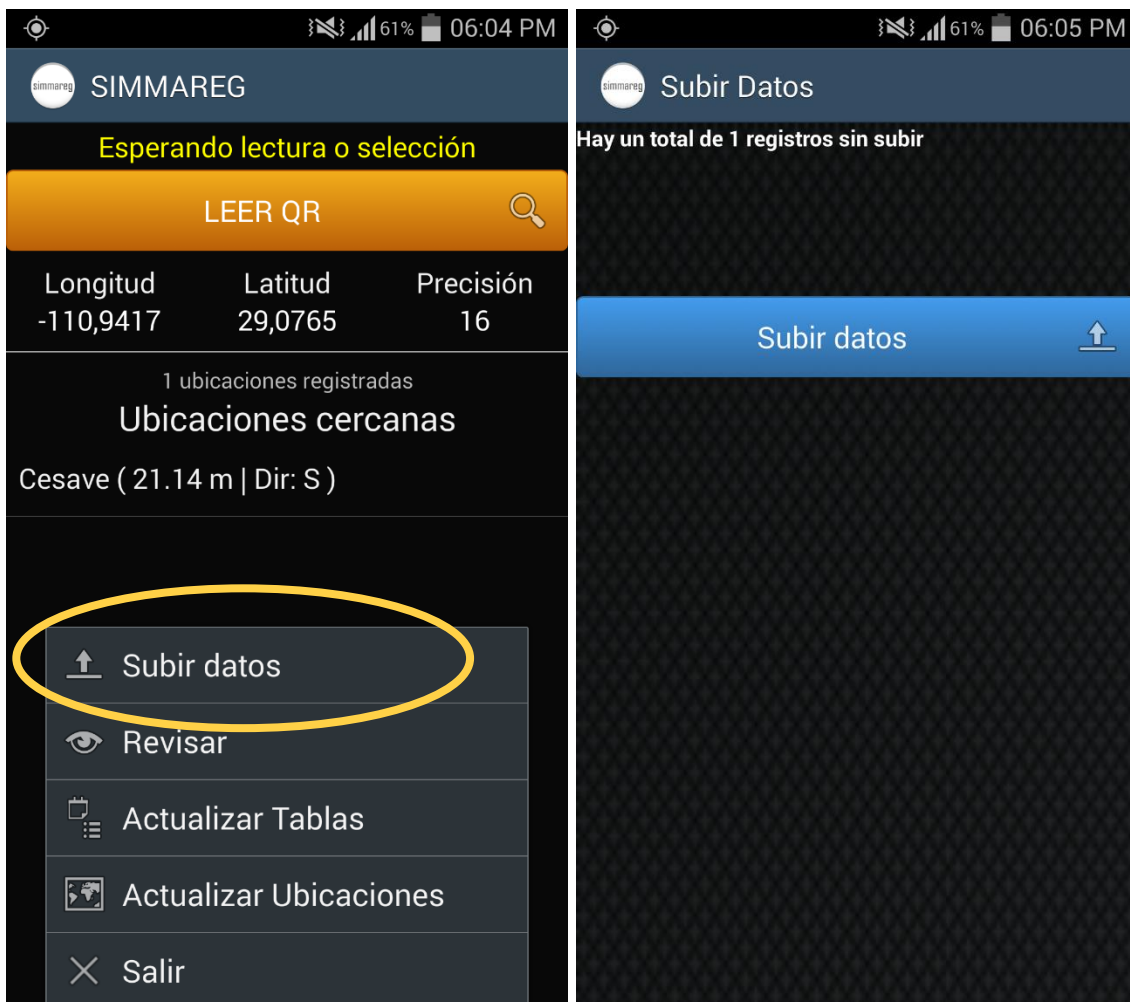 61% 06:04 PM
simmareg SIMMAREG
Esperando lectura o selección
LEER QR
Longitud Latitud Precisión
-110,9417 29,0765 16
1 ubicaciones registradas
Ubicaciones cercanas
Cesave ( 21.14 m | Dir: S )
Subir datos
Revisar
Actualizar Tablas
Actualizar Ubicaciones
Salir
61% 06:05 PM
simmareg Subir Datos
Hay un total de 1 registros sin subir
Subir datos